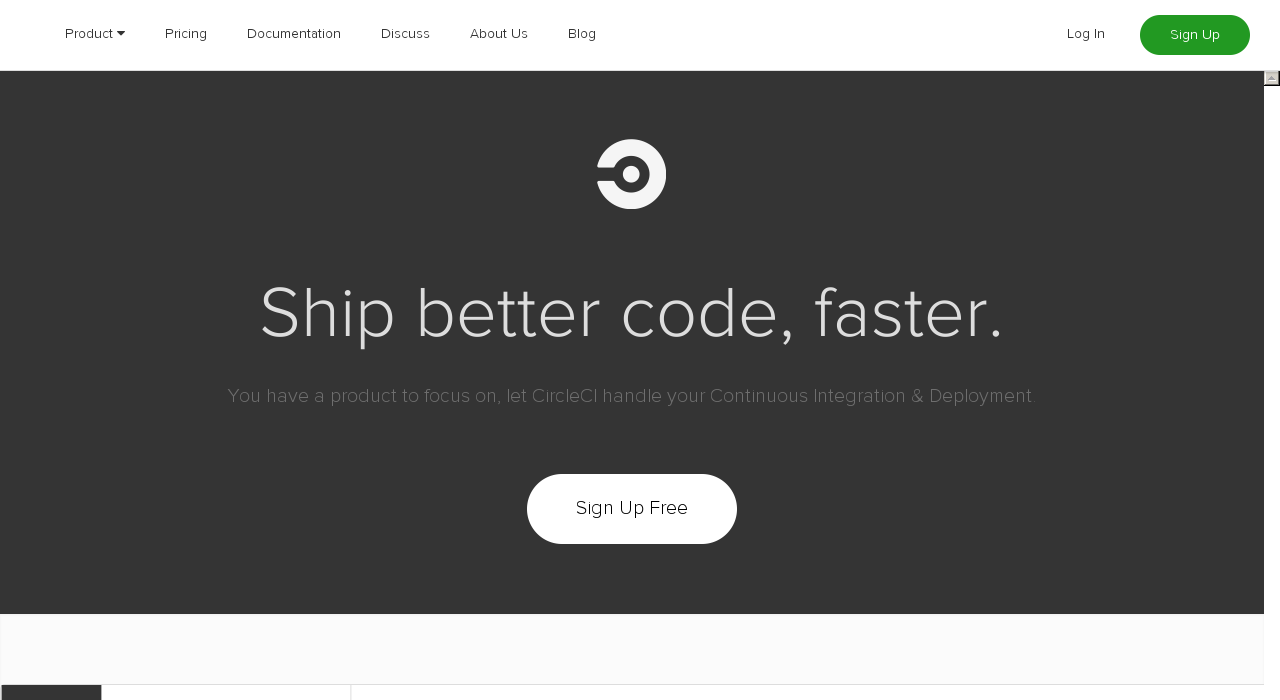 Product
Pricing
Documentation
Discuss
About Us
Blog
Log In
Sign Up
Ship better code, faster.
You have a product to focus on, let CircleCI handle your Continuous Integration & Deployment
Sign Up Free